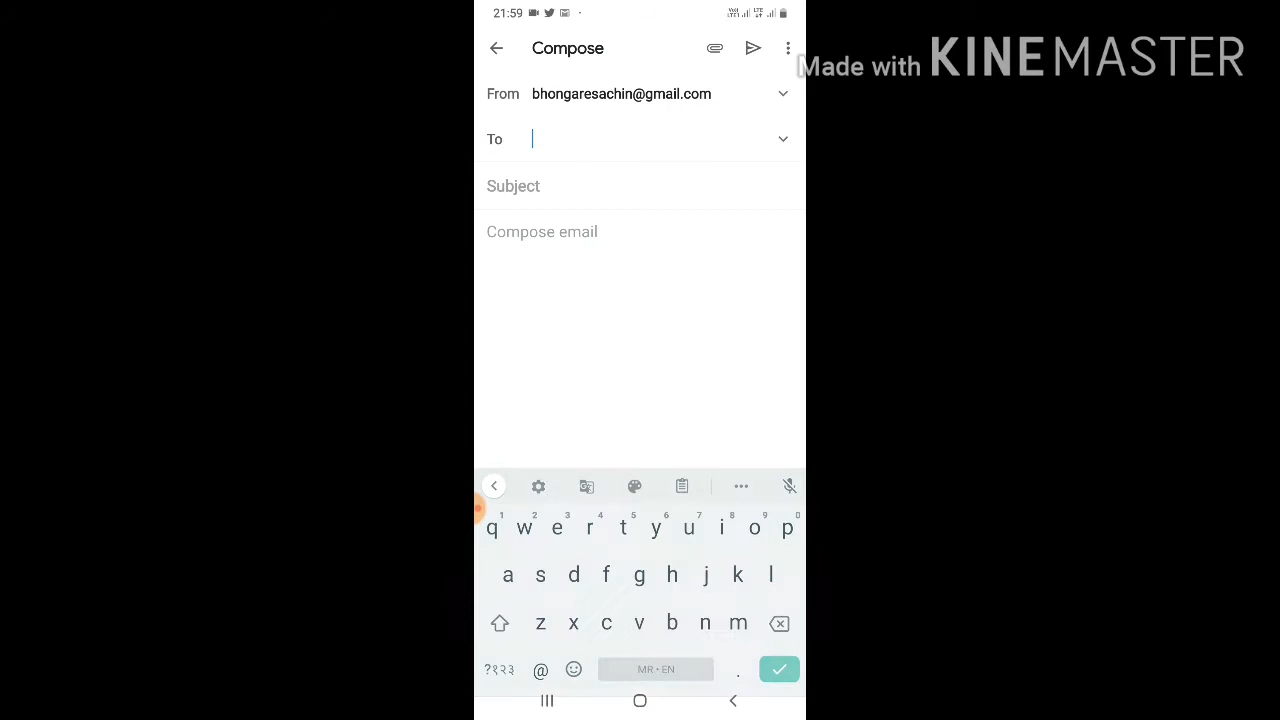 21:59
Compose
Made with KINEMASTER
From bhongaresachin@gmail.com
To
Subject
Compose email
1 2 3 4 5 6 7 8 9 0
q w e r t y u i o p
a s d f g h j k l
z x c v b n m
?१२३ @ MR • EN .